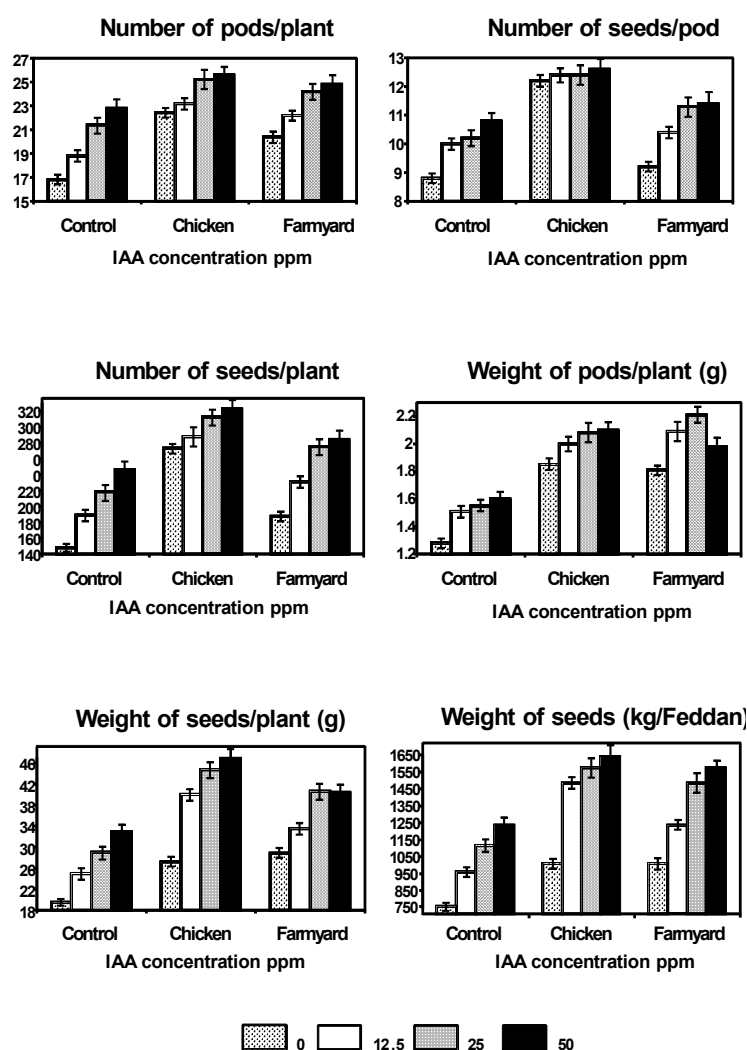 Number of pods/plant
27
25
23
21
19
17
15
Control Chicken Farmyard
IAA concentration ppm
Number of seeds/pod
13
12
11
10
9
8
Control Chicken Farmyard
IAA concentration ppm
Number of seeds/plant
320
300
280
0
0
220
200
180
160
140
Control Chicken Farmyard
IAA concentration ppm
Weight of pods/plant (g)
2.2
2
1.8
1.6
1.4
1.2
Control Chicken Farmyard
IAA concentration ppm
Weight of seeds/plant (g)
42
34
22
18
Control Chicken Farmyard
IAA concentration ppm
Weight of seeds (kg/Feddan)
1650
1550
1450
1250
1150
1050
950
850
750
Control Chicken Farmyard
IAA concentration ppm
0 12.5 25 50